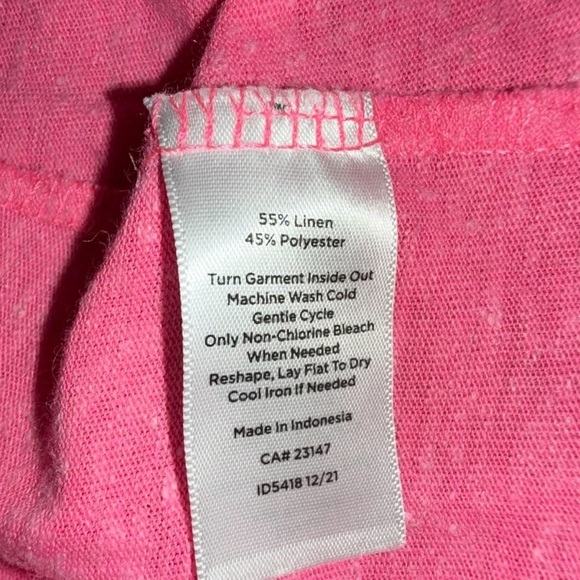 55% Linen
45% Polyester
Turn Garment Inside Out
Machine Wash Cold
Gentle Cycle
Only Non-Chlorine Bleach
When Needed
Reshape, Lay Flat To Dry
Cool Iron If Needed
Made In Indonesia
CA# 23147
ID5418 12/21